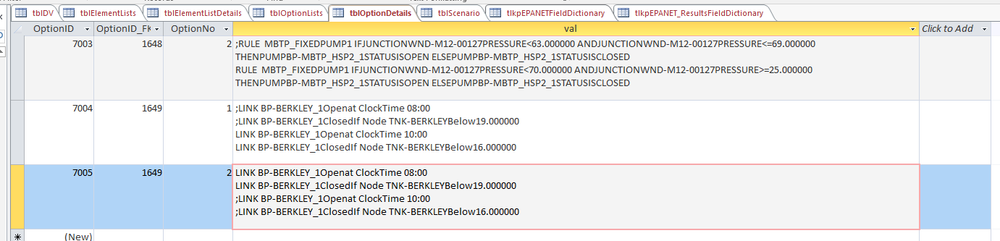 tblDV tblElementLists tblElementListDetails tblOptionLists tblOptionDetails tblScenario tlkpEPANETFieldDictionary tlkpEPANET_ResultsFieldDictionary
OptionID OptionID_FK OptionNo val Click to Add
7003 1648 2 ;RULE MBTP_FIXEDPUMP1 IFJUNCTIONWND-M12-00127PRESSURE<63.000000 ANDJUNCTIONWND-M12-00127PRESSURE<=69.000000
THENPUMPBP-MBTP_HSP2_1STATUSISOPEN ELSEPUMPBP-MBTP_HSP2_1STATUSISCLOSED
RULE MBTP_FIXEDPUMP1 IFJUNCTIONWND-M12-00127PRESSURE<70.000000 ANDJUNCTIONWND-M12-00127PRESSURE>=25.000000
THENPUMPBP-MBTP_HSP2_1STATUSISOPEN ELSEPUMPBP-MBTP_HSP2_1STATUSISCLOSED
7004 1649 1 ;LINK BP-BERKLEY_1Openat ClockTime 08:00
;LINK BP-BERKLEY_1ClosedIf Node TNK-BERKLEYBelow19.000000
LINK BP-BERKLEY_1Openat ClockTime 10:00
LINK BP-BERKLEY_1ClosedIf Node TNK-BERKLEYBelow16.000000
7005 1649 2 LINK BP-BERKLEY_1Openat ClockTime 08:00
LINK BP-BERKLEY_1ClosedIf Node TNK-BERKLEYBelow19.000000
;LINK BP-BERKLEY_1Openat ClockTime 10:00
;LINK BP-BERKLEY_1ClosedIf Node TNK-BERKLEYBelow16.000000
(New)